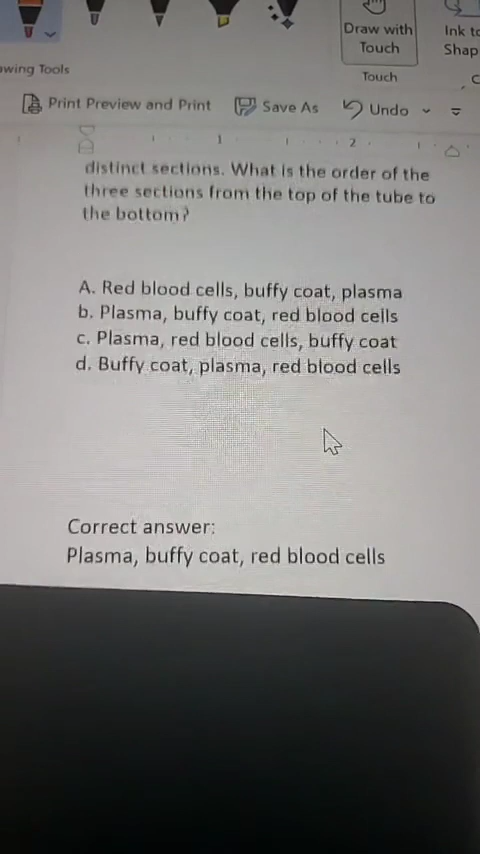 Draw with
Touch
Ink to
Shap
Tools
Touch
Print Preview and Print
Save As
Undo
1
2
distinct sections. What is the order of the
three sections from the top of the tube to
the bottom?
A. Red blood cells, buffy coat, plasma
b. Plasma, buffy coat, red blood cells
c. Plasma, red blood cells, buffy coat
d. Buffy coat, plasma, red blood cells
Correct answer:
Plasma, buffy coat, red blood cells